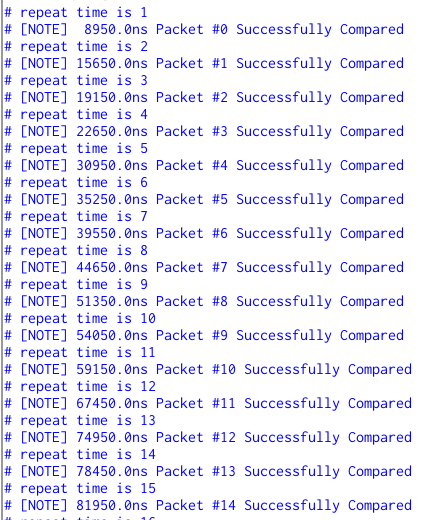 # repeat time is 1
# [NOTE]  8950.0ns Packet #0 Successfully Compared
# repeat time is 2
# [NOTE] 15650.0ns Packet #1 Successfully Compared
# repeat time is 3
# [NOTE] 19150.0ns Packet #2 Successfully Compared
# repeat time is 4
# [NOTE] 22650.0ns Packet #3 Successfully Compared
# repeat time is 5
# [NOTE] 30950.0ns Packet #4 Successfully Compared
# repeat time is 6
# [NOTE] 35250.0ns Packet #5 Successfully Compared
# repeat time is 7
# [NOTE] 39550.0ns Packet #6 Successfully Compared
# repeat time is 8
# [NOTE] 44650.0ns Packet #7 Successfully Compared
# repeat time is 9
# [NOTE] 51350.0ns Packet #8 Successfully Compared
# repeat time is 10
# [NOTE] 54050.0ns Packet #9 Successfully Compared
# repeat time is 11
# [NOTE] 59150.0ns Packet #10 Successfully Compared
# repeat time is 12
# [NOTE] 67450.0ns Packet #11 Successfully Compared
# repeat time is 13
# [NOTE] 74950.0ns Packet #12 Successfully Compared
# repeat time is 14
# [NOTE] 78450.0ns Packet #13 Successfully Compared
# repeat time is 15
# [NOTE] 81950.0ns Packet #14 Successfully Compared
# repeat time is